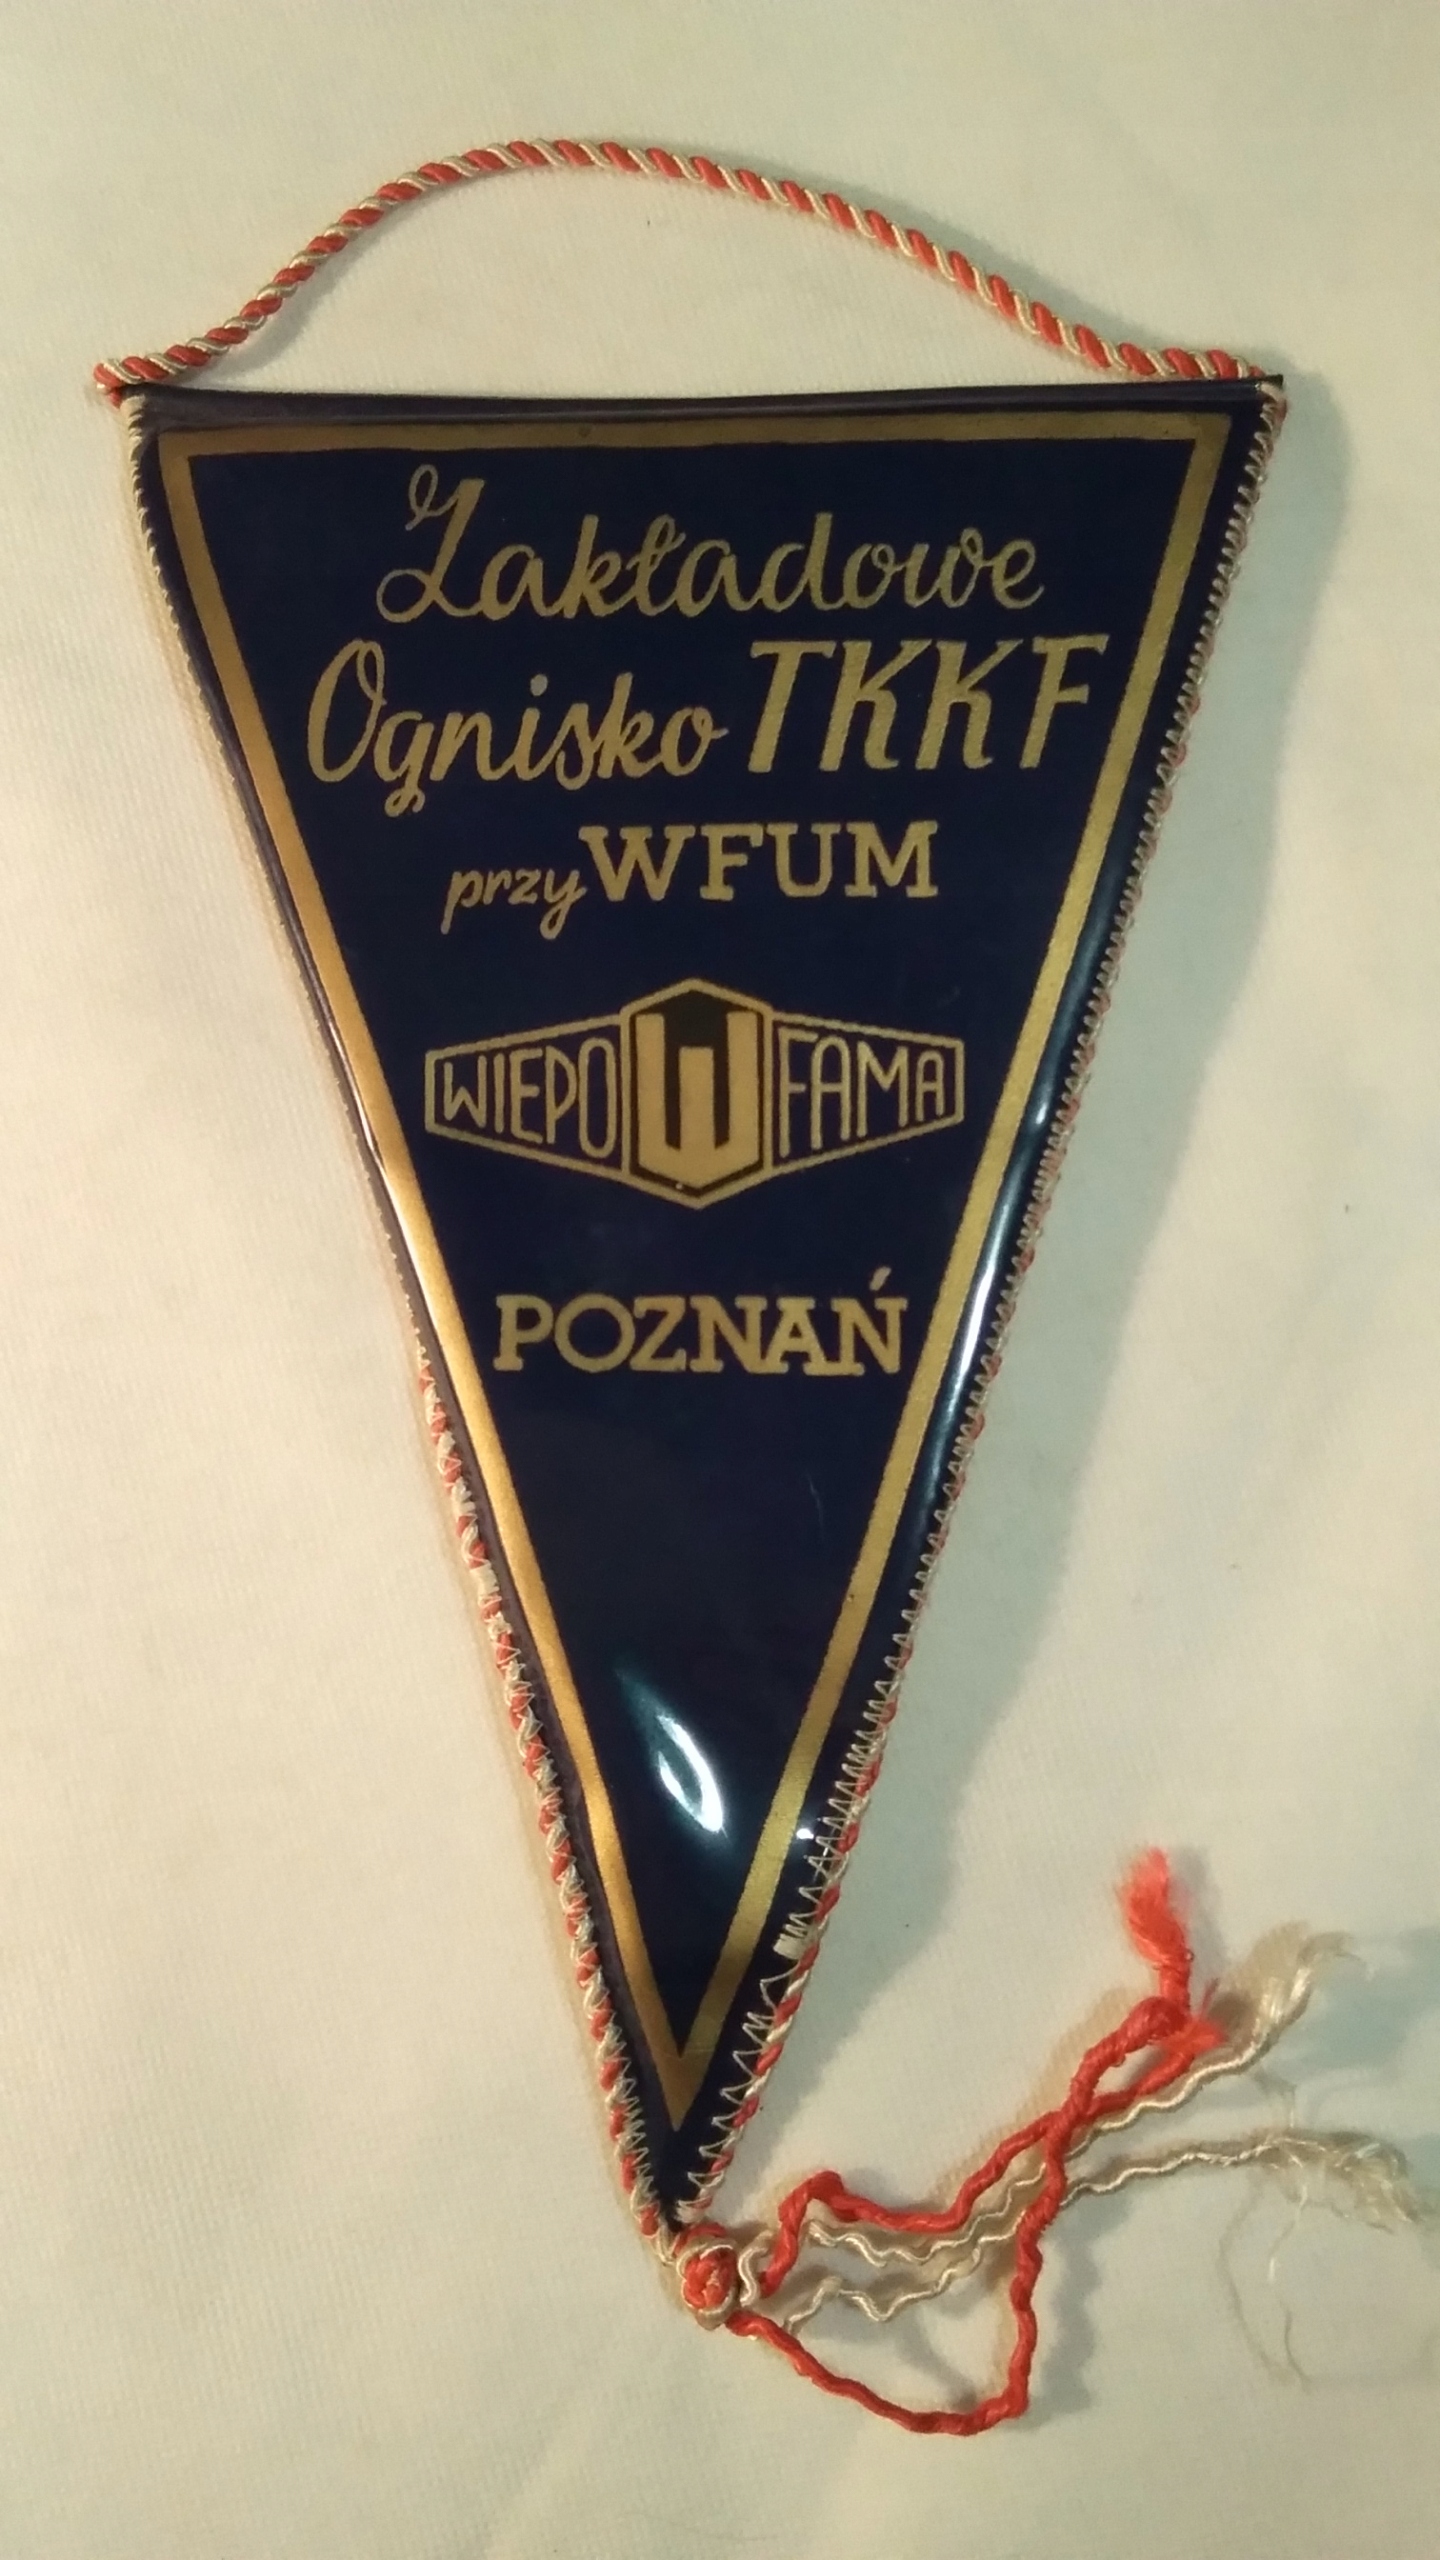 Zakładowe
Ognisko TKKF
przy WFUM
WIEPO W FAMA
POZNAŃ